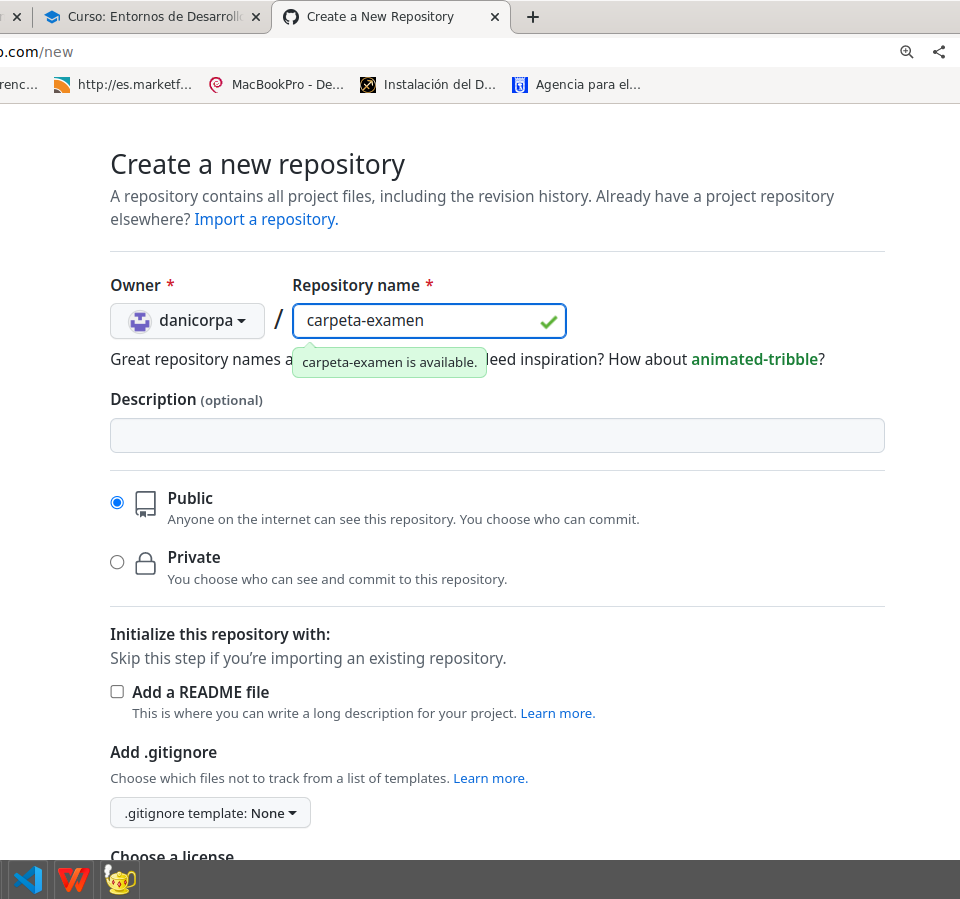 Curso: Entornos de Desarroll
Create a New Repository
o.com/new
renc...
http://es.marketf...
MacBookPro - De...
Instalación del D...
Agencia para el...
Create a new repository
A repository contains all project files, including the revision history. Already have a project repository
elsewhere? Import a repository.
Owner *
Repository name *
danicorpa
/
carpeta-examen
Great repository names a
carpeta-examen is available.
eed inspiration? How about animated-tribble?
Description (optional)
Public
Anyone on the internet can see this repository. You choose who can commit.
Private
You choose who can see and commit to this repository.
Initialize this repository with:
Skip this step if you’re importing an existing repository.
Add a README file
This is where you can write a long description for your project. Learn more.
Add .gitignore
Choose which files not to track from a list of templates. Learn more.
.gitignore template: None
Choose a license